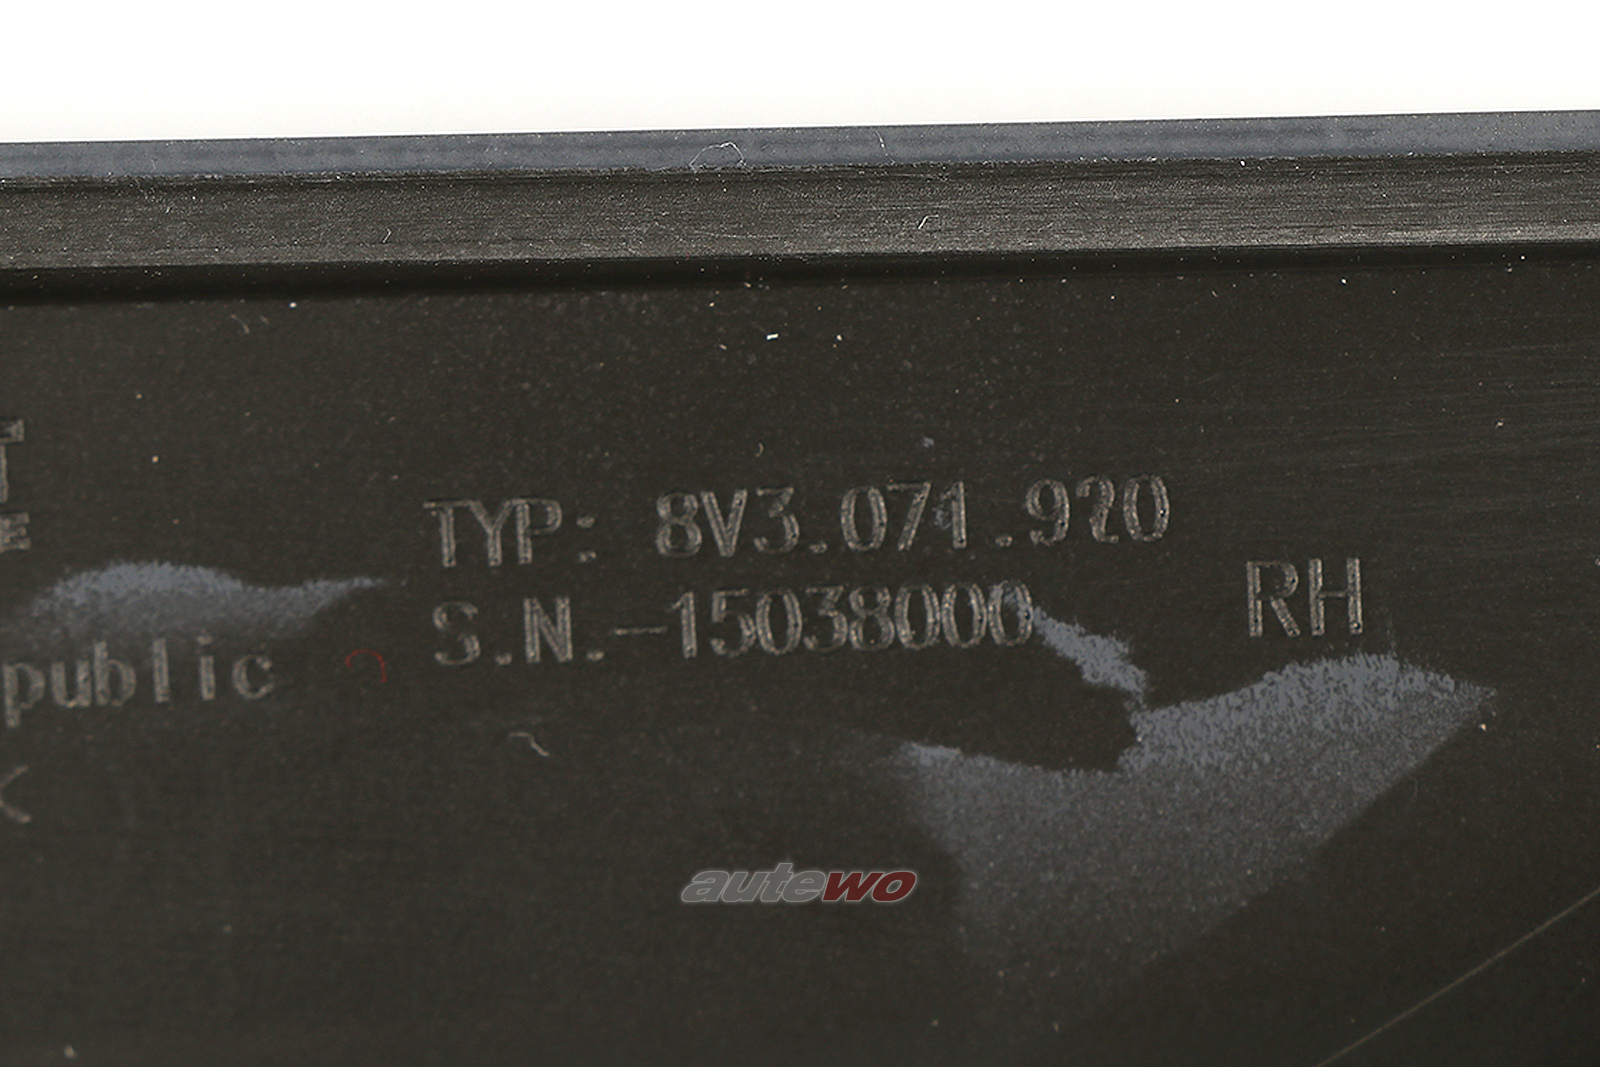 T
E
TYP: 8V3.071.920
S.N.-15038000
RH
public
autewo